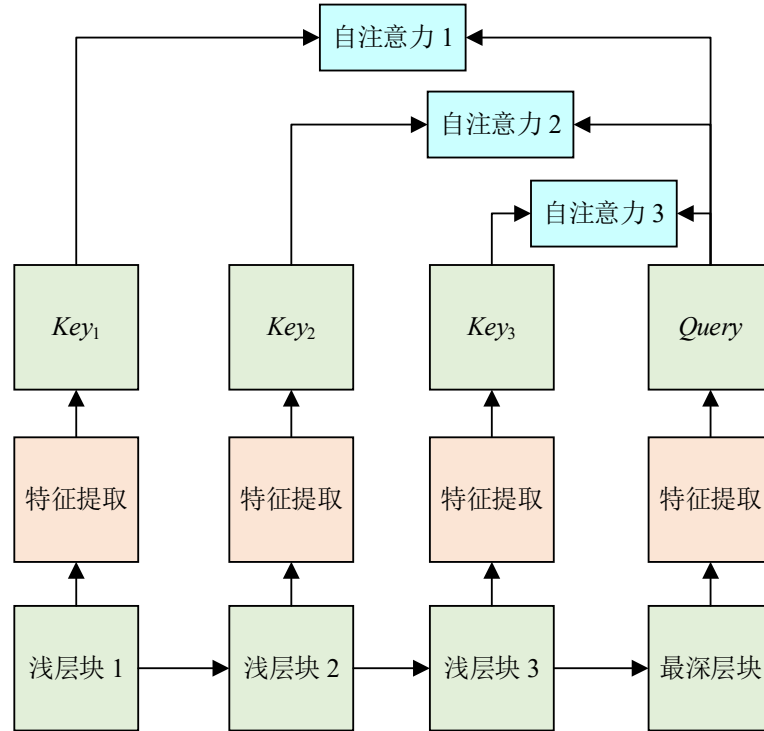 自注意力 1
自注意力 2
自注意力 3
Key₁
Key₂
Key₃
Query
特征提取
特征提取
特征提取
特征提取
浅层块 1
浅层块 2
浅层块 3
最深层块